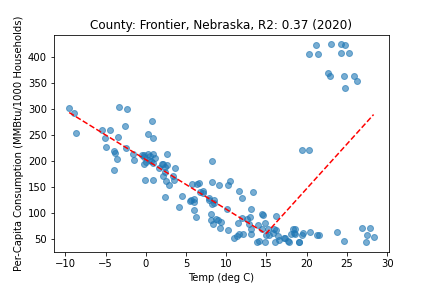 County: Frontier, Nebraska, R2: 0.37 (2020)
Per-Capita Consumption (MMBtu/1000 Households)
400
350
300
250
200
150
100
50
−10 −5 0 5 10 15 20 25 30
Temp (deg C)